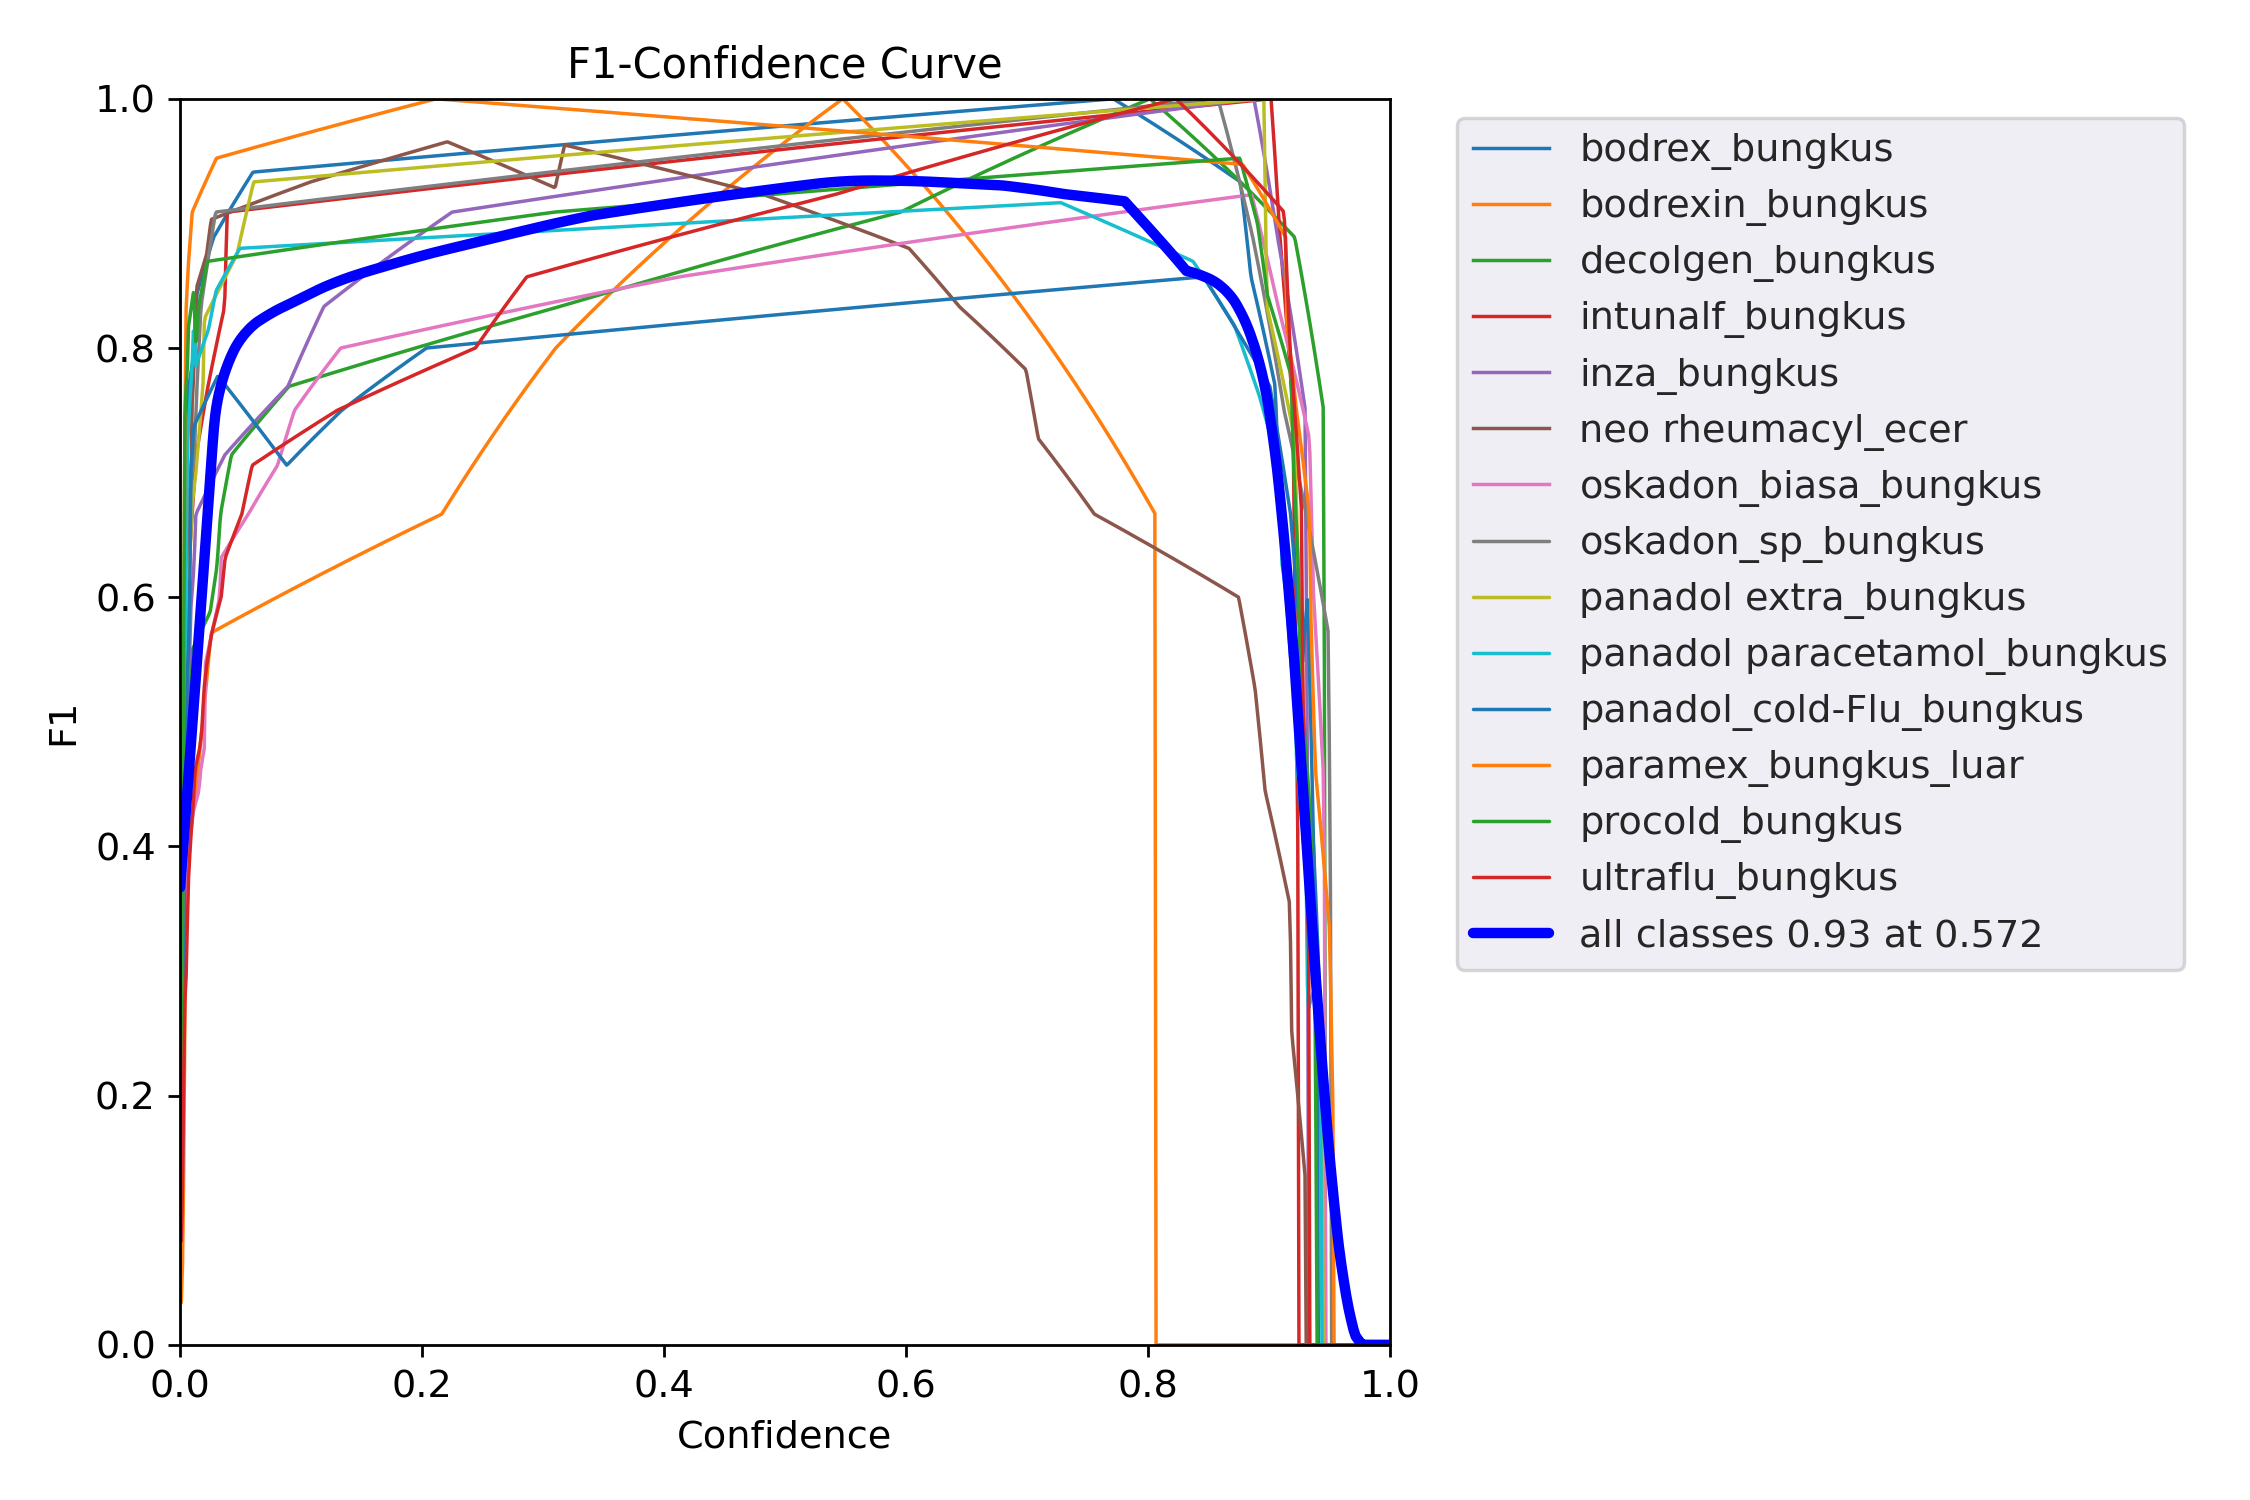 F1-Confidence Curve
1.0
0.8
0.6
0.4
0.2
0.0
F1
0.0 0.2 0.4 0.6 0.8 1.0
Confidence
bodrex_bungkus
bodrexin_bungkus
decolgen_bungkus
intunalf_bungkus
inza_bungkus
neo rheumacyl_ecer
oskadon_biasa_bungkus
oskadon_sp_bungkus
panadol extra_bungkus
panadol paracetamol_bungkus
panadol_cold-Flu_bungkus
paramex_bungkus_luar
procold_bungkus
ultraflu_bungkus
all classes 0.93 at 0.572